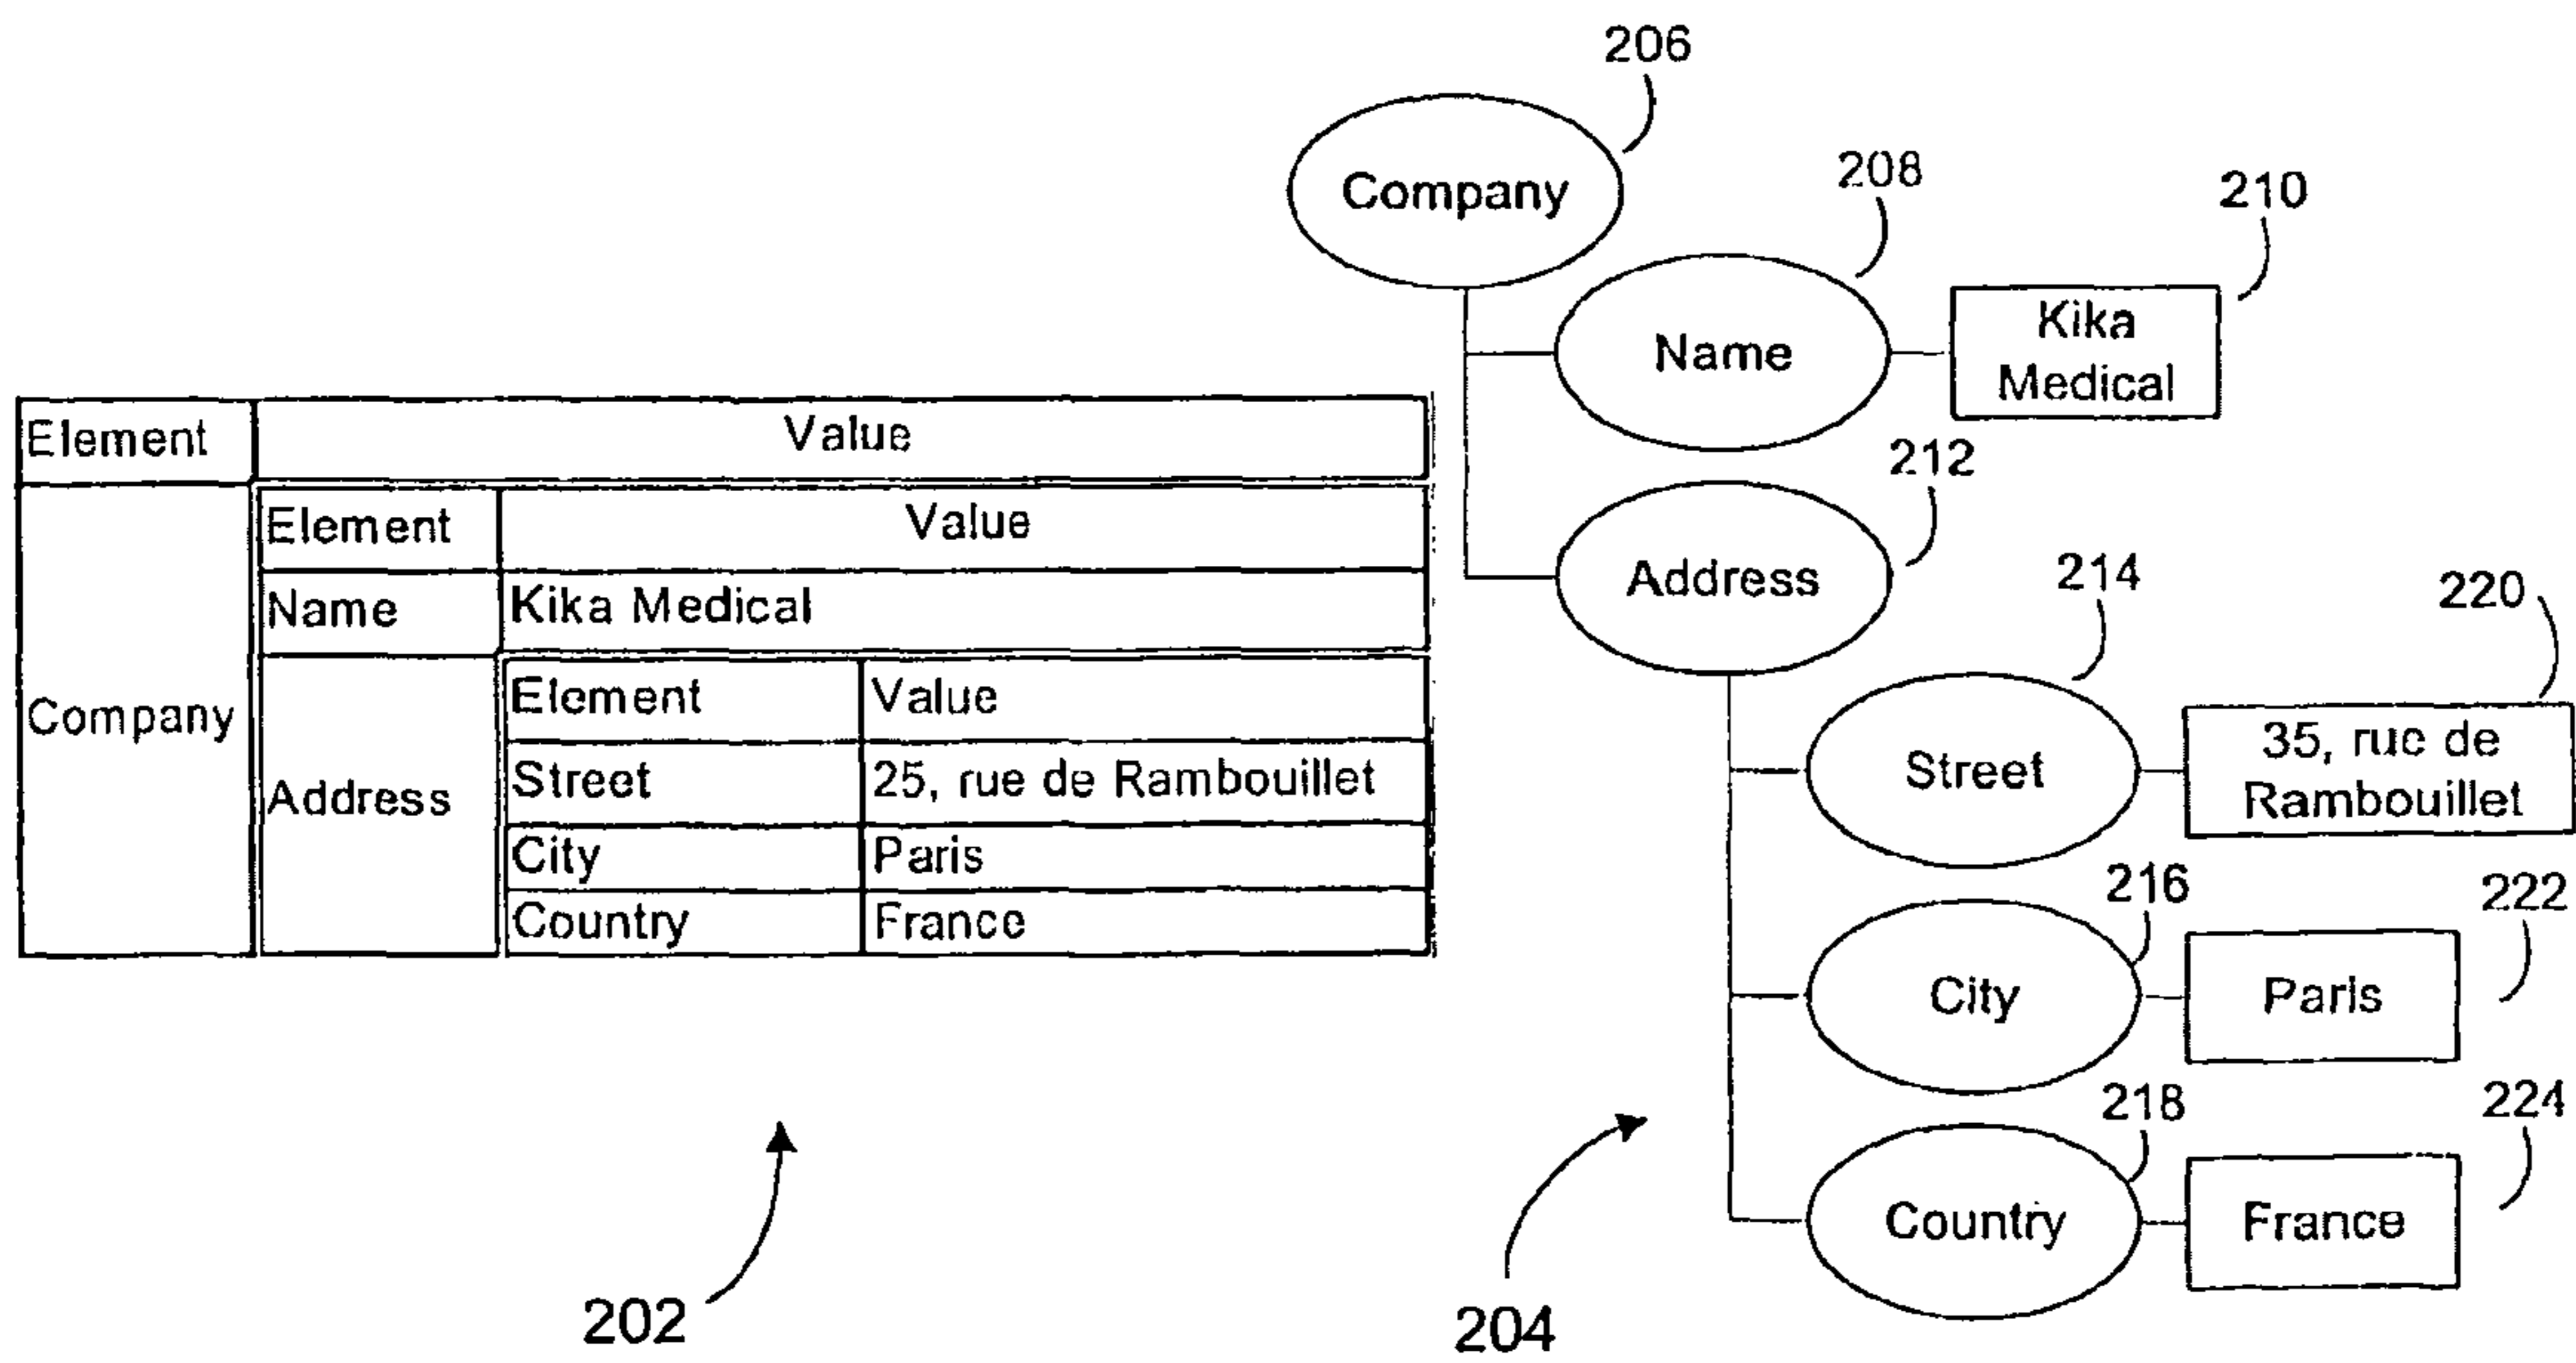 206
Company
208
210
Name
Kika
Medical
212
Address
214
220
Street
35, rue de
Rambouillet
216
222
City
Paris
218
224
Country
France
204
Element Value
Company
Element Value
Name Kika Medical
Address
Element Value
Street 25, rue de Rambouillet
City Paris
Country France
202